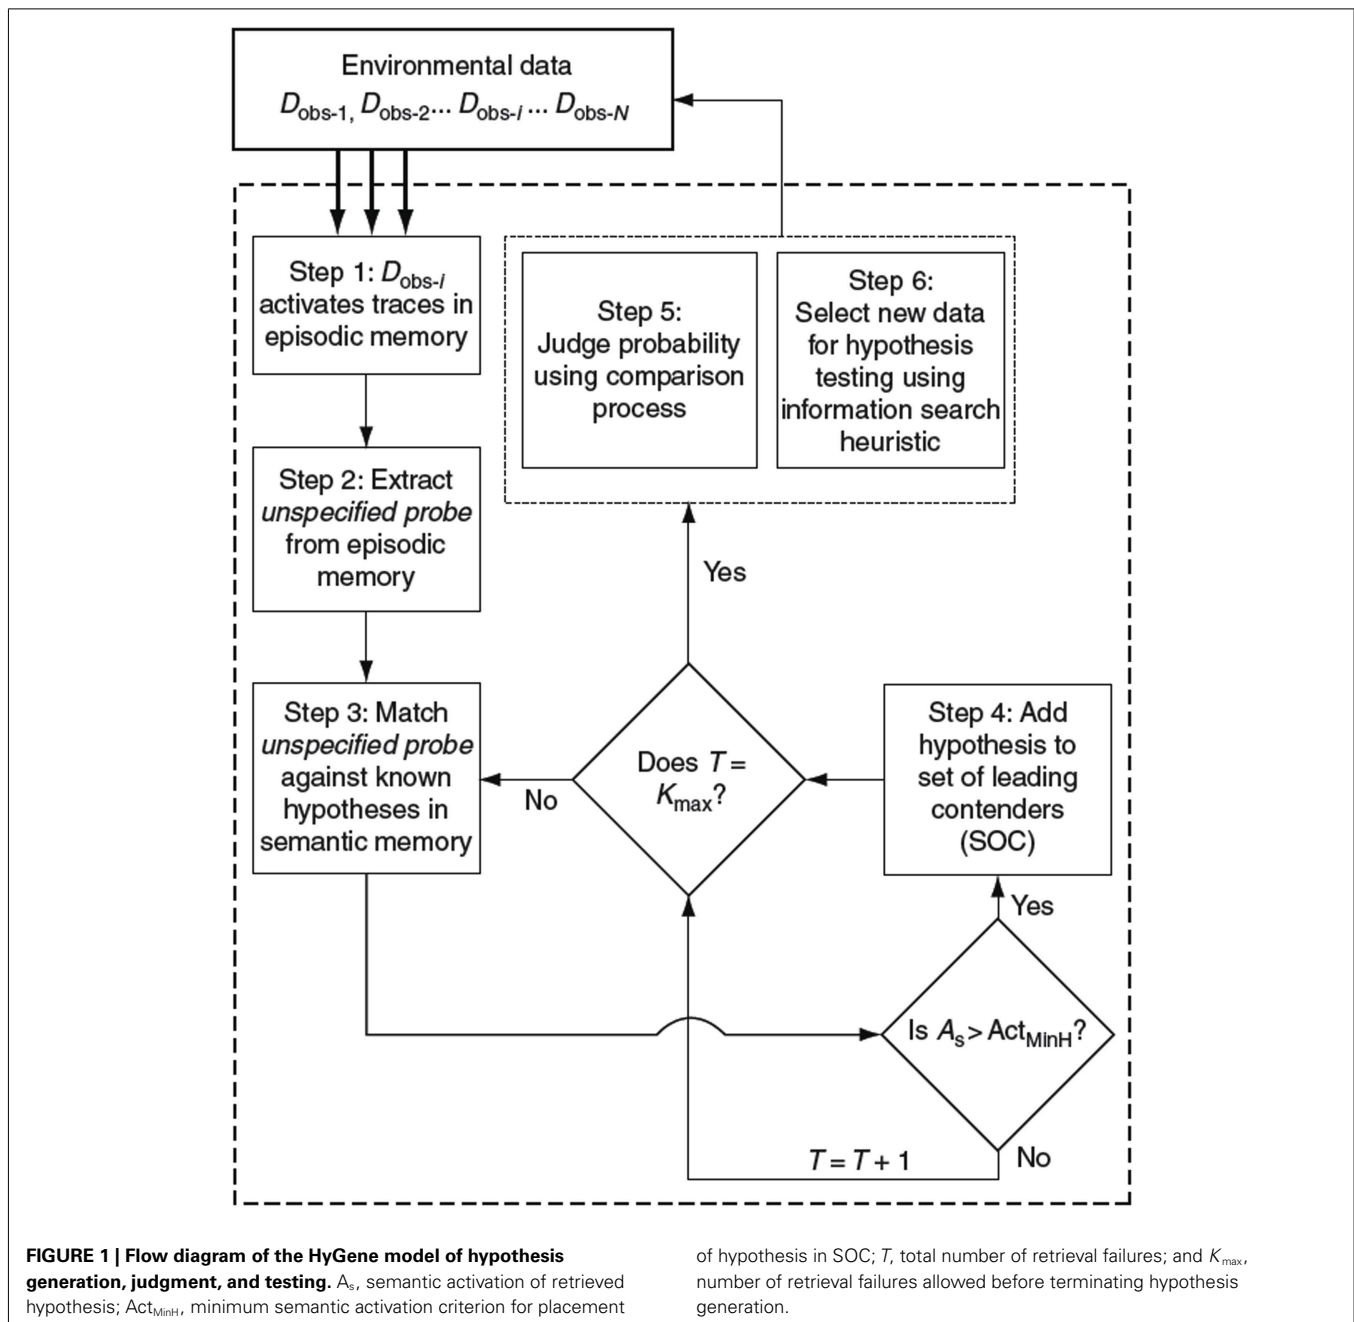 Environmental data
Dobs-1, Dobs-2... Dobs-i ... Dobs-N
Step 1: Dobs-i
activates traces in
episodic memory
Step 2: Extract
unspecified probe
from episodic
memory
Step 3: Match
unspecified probe
against known
hypotheses in
semantic memory
Step 5:
Judge probability
using comparison
process
Step 6:
Select new data
for hypothesis
testing using
information search
heuristic
Yes
Does T =
Kmax?
No
Step 4: Add
hypothesis to
set of leading
contenders
(SOC)
Yes
Is As > ActMinH?
No
T = T + 1
FIGURE 1 | Flow diagram of the HyGene model of hypothesis
generation, judgment, and testing. As, semantic activation of retrieved
hypothesis; ActMinH, minimum semantic activation criterion for placement
of hypothesis in SOC; T, total number of retrieval failures; and Kmax,
number of retrieval failures allowed before terminating hypothesis
generation.